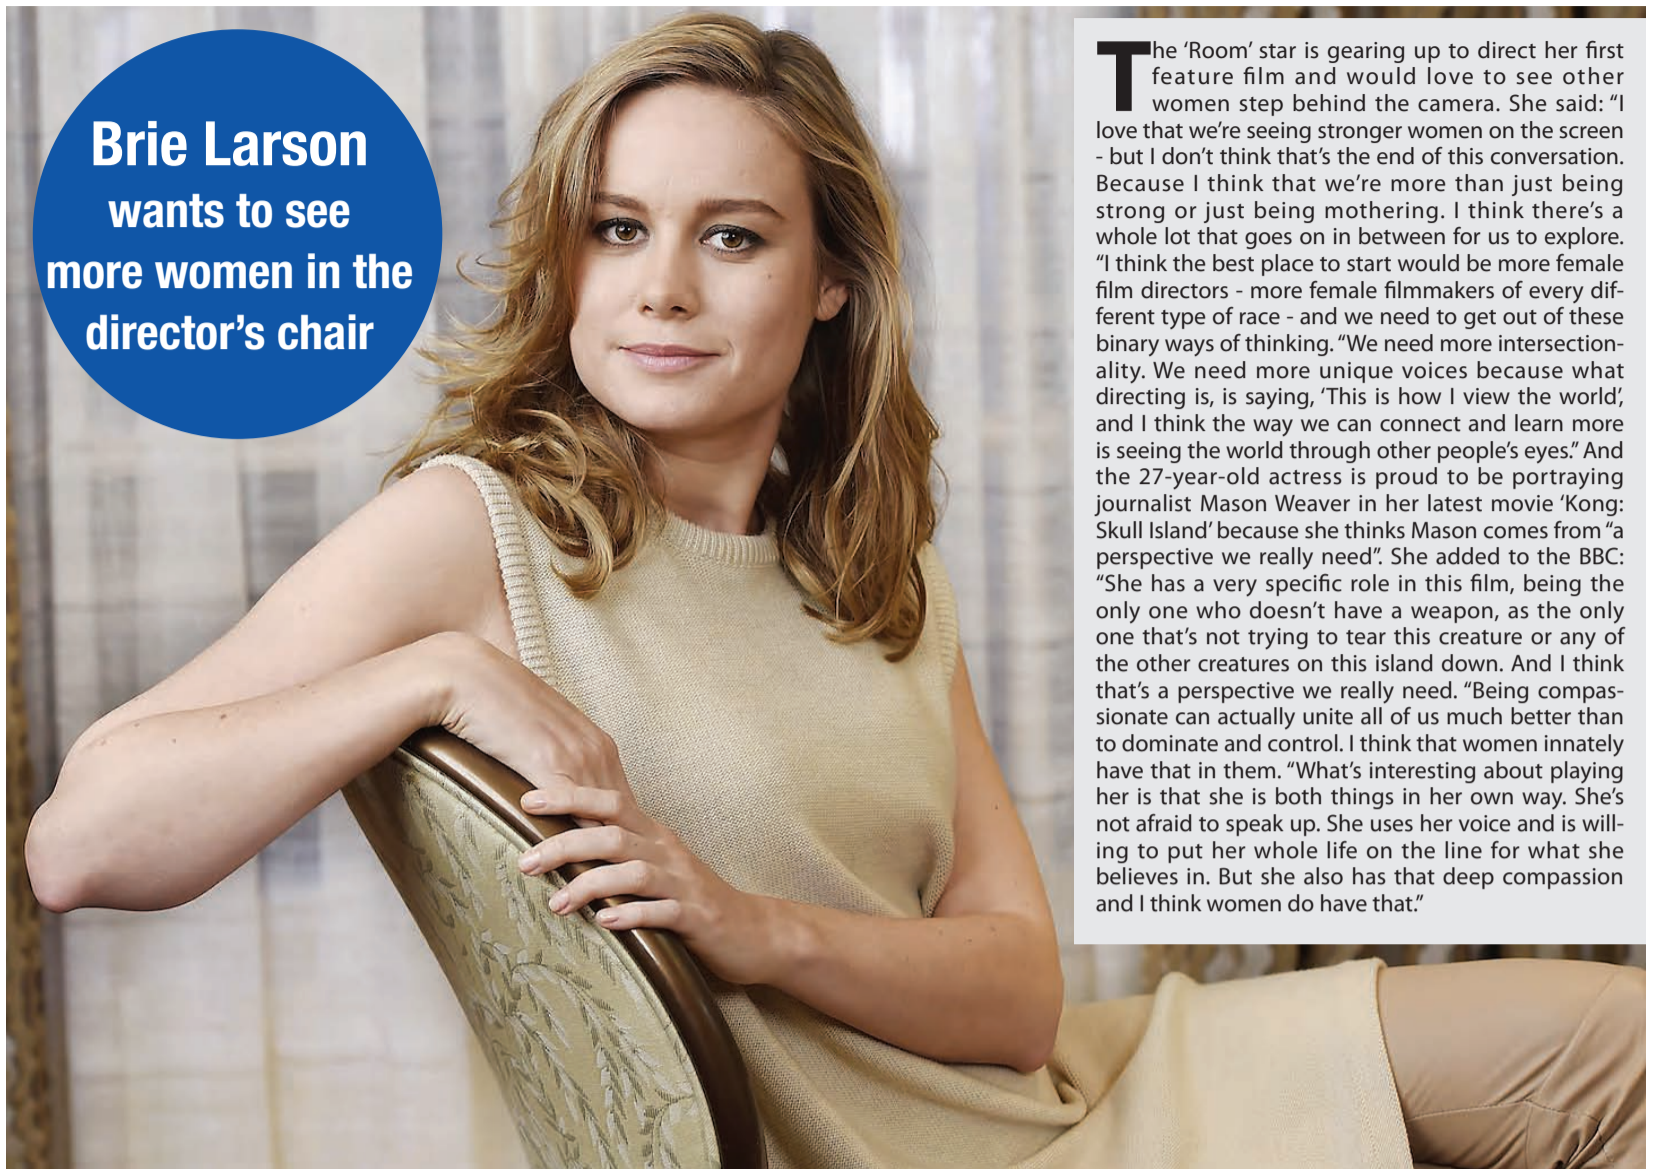 Brie Larson
wants to see
more women in the
director’s chair
The ‘Room’ star is gearing up to direct her first
feature film and would love to see other
women step behind the camera. She said: “I
love that we’re seeing stronger women on the screen
- but I don’t think that’s the end of this conversation.
Because I think that we’re more than just being
strong or just being mothering. I think there’s a
whole lot that goes on in between for us to explore.
“I think the best place to start would be more female
film directors - more female filmmakers of every dif-
ferent type of race - and we need to get out of these
binary ways of thinking. “We need more intersection-
ality. We need more unique voices because what
directing is, is saying, ‘This is how I view the world’,
and I think the way we can connect and learn more
is seeing the world through other people’s eyes.” And
the 27-year-old actress is proud to be portraying
journalist Mason Weaver in her latest movie ‘Kong:
Skull Island’ because she thinks Mason comes from “a
perspective we really need”. She added to the BBC:
“She has a very specific role in this film, being the
only one who doesn’t have a weapon, as the only
one that’s not trying to tear this creature or any of
the other creatures on this island down. And I think
that’s a perspective we really need. “Being compas-
sionate can actually unite all of us much better than
to dominate and control. I think that women innately
have that in them. “What’s interesting about playing
her is that she is both things in her own way. She’s
not afraid to speak up. She uses her voice and is will-
ing to put her whole life on the line for what she
believes in. But she also has that deep compassion
and I think women do have that.”